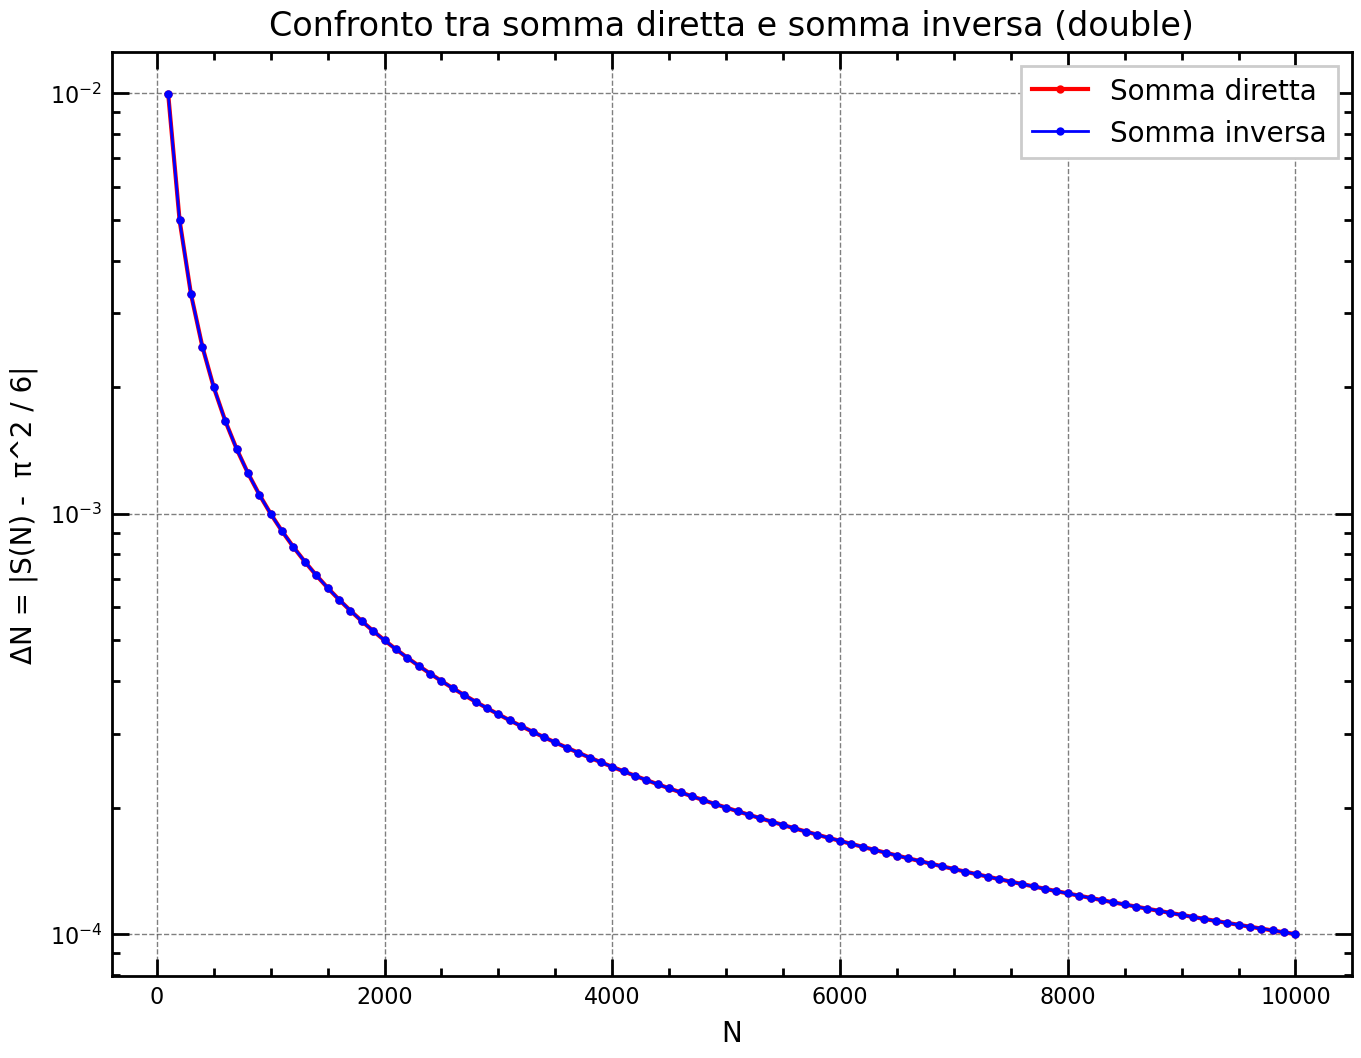 Confronto tra somma diretta e somma inversa (double)
Somma diretta
Somma inversa
ΔN = |S(N) -  π^2 / 6|
10⁻²
10⁻³
10⁻⁴
0 2000 4000 6000 8000 10000
N